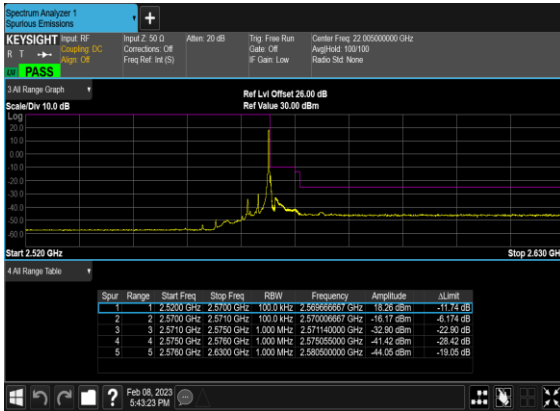 Spectrum Analyzer 1
Spurious Emissions
+
KEYSIGHT
R T
Input: RF
Coupling: DC
Align: Off
Input Z: 50 Ω
Corrections: Off
Freq Ref: Int (S)
Atten: 20 dB
Trig: Free Run
Gate: Off
IF Gain: Low
Center Freq: 22.005000000 GHz
Avg|Hold: 100/100
Radio Std: None
PASS
3 All Range Graph
Scale/Div 10.0 dB
Ref Lvl Offset 26.00 dB
Ref Value 30.00 dBm
Log
20.0
10.0
0.00
-10.0
-20.0
-30.0
-40.0
-50.0
-60.0
Start 2.520 GHz
Stop 2.630 GHz
4 All Range Table
Spur Range Start Freq Stop Freq RBW Frequency Amplitude ΔLimit
1 1 2.5200 GHz 2.5700 GHz 100.0 kHz 2.569666667 GHz 18.26 dBm -11.74 dB
2 2 2.5700 GHz 2.5710 GHz 100.0 kHz 2.570006667 GHz -16.17 dBm -6.174 dB
3 3 2.5710 GHz 2.5750 GHz 1.000 MHz 2.571140000 GHz -32.90 dBm -22.90 dB
4 4 2.5750 GHz 2.5760 GHz 1.000 MHz 2.575055000 GHz -41.42 dBm -28.42 dB
5 5 2.5760 GHz 2.6300 GHz 1.000 MHz 2.580500000 GHz -44.05 dBm -19.05 dB
?
Feb 08, 2023
5:43:23 PM